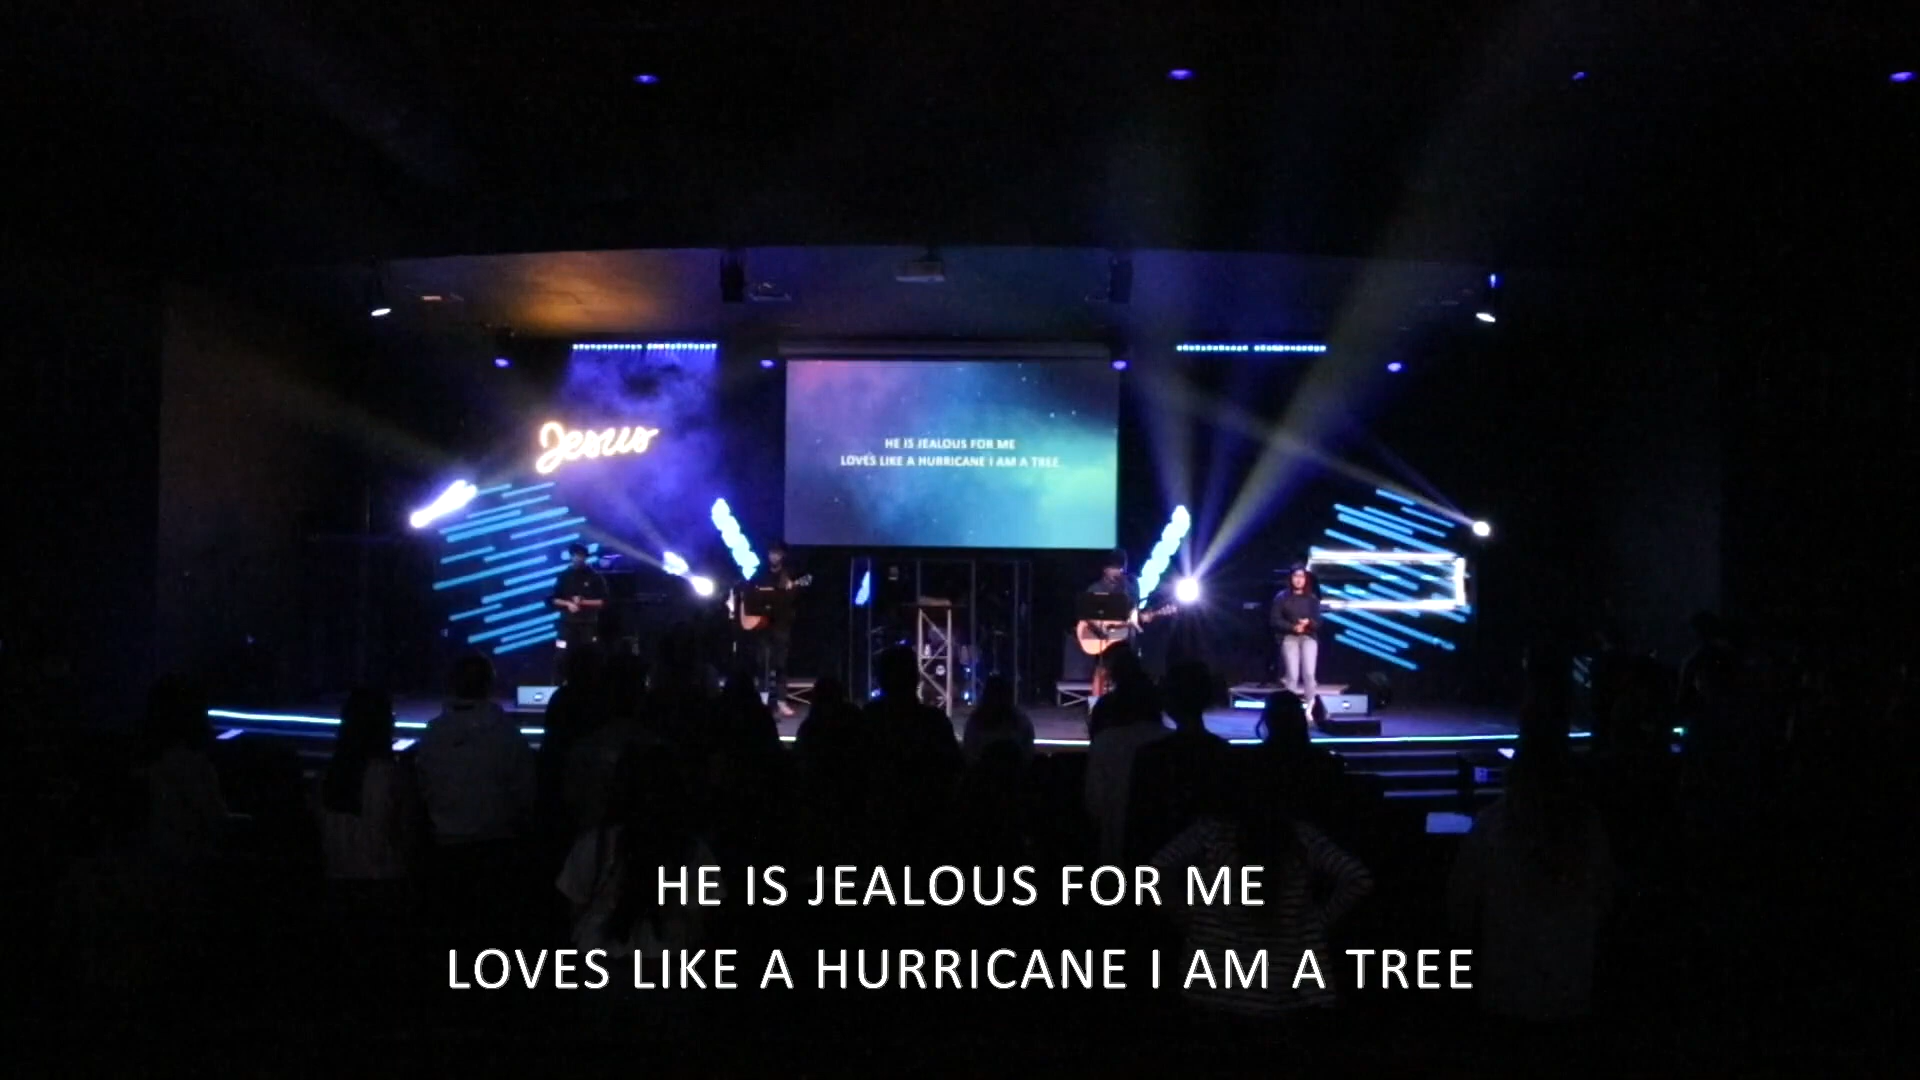 Jesus
HE IS JEALOUS FOR ME
LOVES LIKE A HURRICANE I AM A TREE
HE IS JEALOUS FOR ME
LOVES LIKE A HURRICANE I AM A TREE